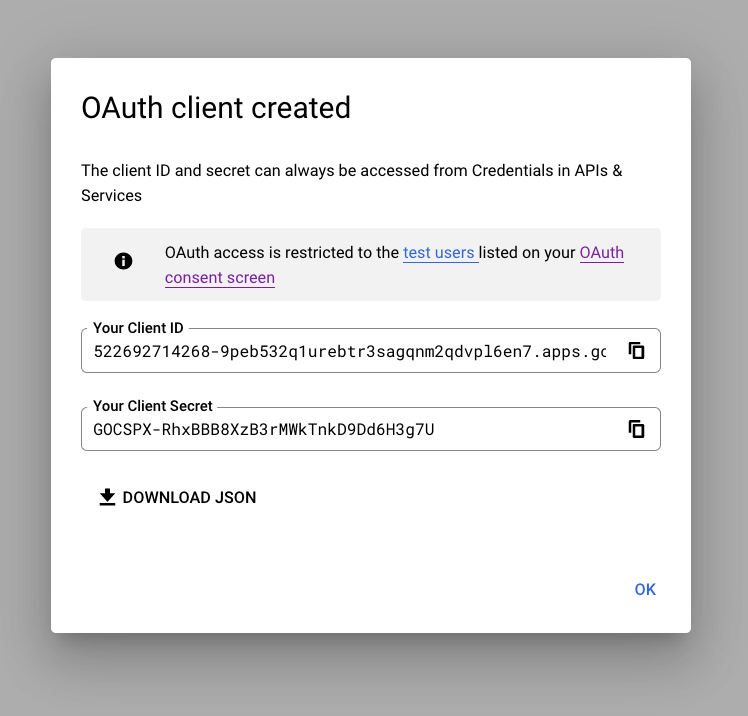 OAuth client created
The client ID and secret can always be accessed from Credentials in APIs &
Services
OAuth access is restricted to the test users listed on your OAuth
consent screen
Your Client ID
522692714268-9peb532q1urebtr3sagqnm2qdvpl6en7.apps.gc
Your Client Secret
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
DOWNLOAD JSON
OK